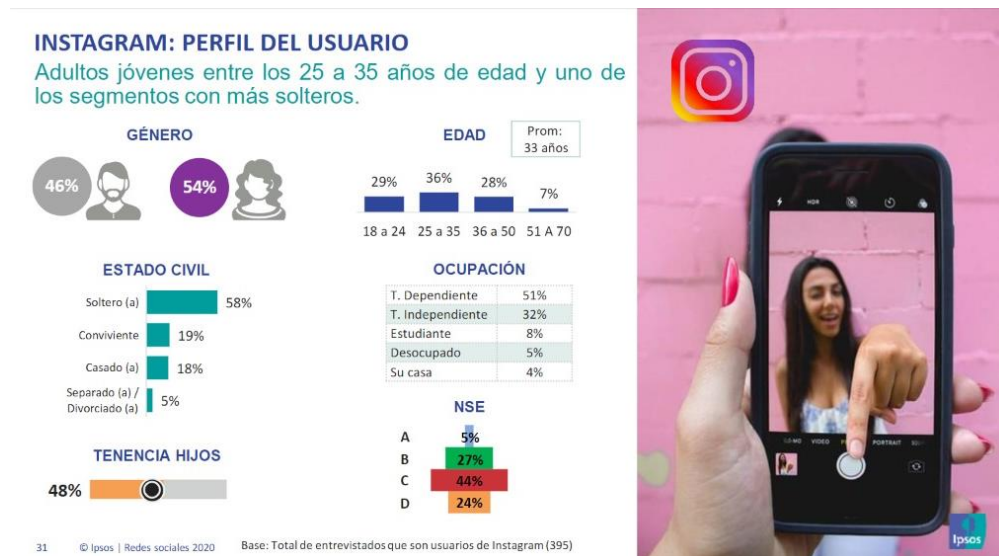 INSTAGRAM: PERFIL DEL USUARIO
Adultos jóvenes entre los 25 a 35 años de edad y uno de
los segmentos con más solteros.
GÉNERO
46%
54%
EDAD
Prom:
33 años
29% 36% 28% 7%
18 a 24 25 a 35 36 a 50 51 A 70
ESTADO CIVIL
Soltero (a) 58%
Conviviente 19%
Casado (a) 18%
Separado (a) /
Divorciado (a) 5%
OCUPACIÓN
T. Dependiente 51%
T. Independiente 32%
Estudiante 8%
Desocupado 5%
Su casa 4%
TENENCIA HIJOS
48%
NSE
A 5%
B 27%
C 44%
D 24%
31 © Ipsos | Redes sociales 2020 Base: Total de entrevistados que son usuarios de Instagram (395)
HDR
VIDEO PORTRAIT
Ipsos